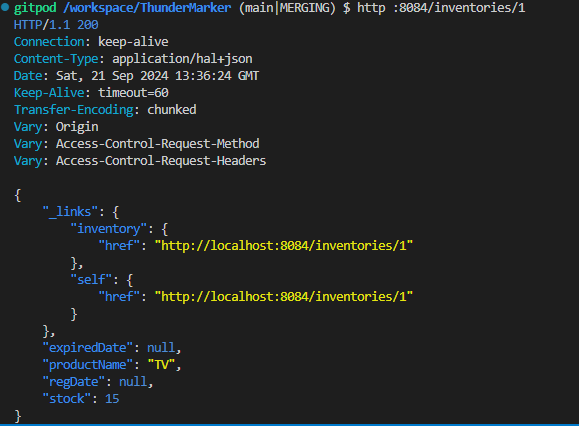 gitpod /workspace/ThunderMarker (main|MERGING) $ http :8084/inventories/1
HTTP/1.1 200
Connection: keep-alive
Content-Type: application/hal+json
Date: Sat, 21 Sep 2024 13:36:24 GMT
Keep-Alive: timeout=60
Transfer-Encoding: chunked
Vary: Origin
Vary: Access-Control-Request-Method
Vary: Access-Control-Request-Headers

{
    "_links": {
        "inventory": {
            "href": "http://localhost:8084/inventories/1"
        },
        "self": {
            "href": "http://localhost:8084/inventories/1"
        }
    },
    "expiredDate": null,
    "productName": "TV",
    "regDate": null,
    "stock": 15
}